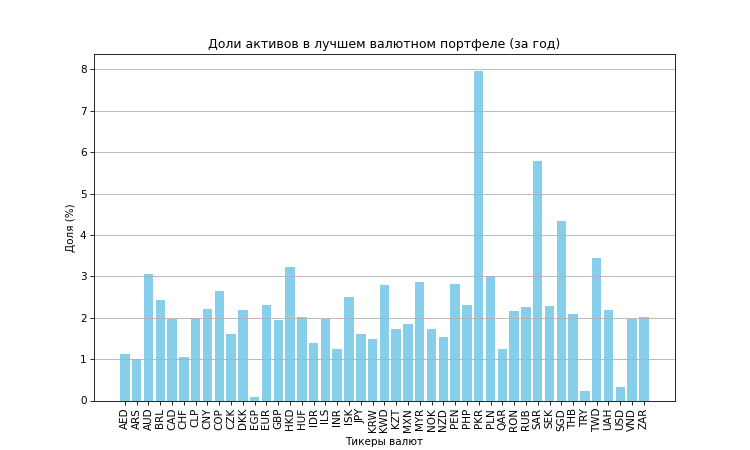 Доли активов в лучшем валютном портфеле (за год)
Доля (%)
8
7
6
5
4
3
2
1
0
AED ARS AUD BRL CAD CHF CLP CNY COP CZK DKK EGP EUR GBP HKD HUF IDR ILS INR ISK JPY KRW KWD KZT MXN MYR NOK NZD PEN PHP PKR PLN QAR RON RUB SAR SEK SGD THB TRY TWD UAH USD VND ZAR
Тикеры валют